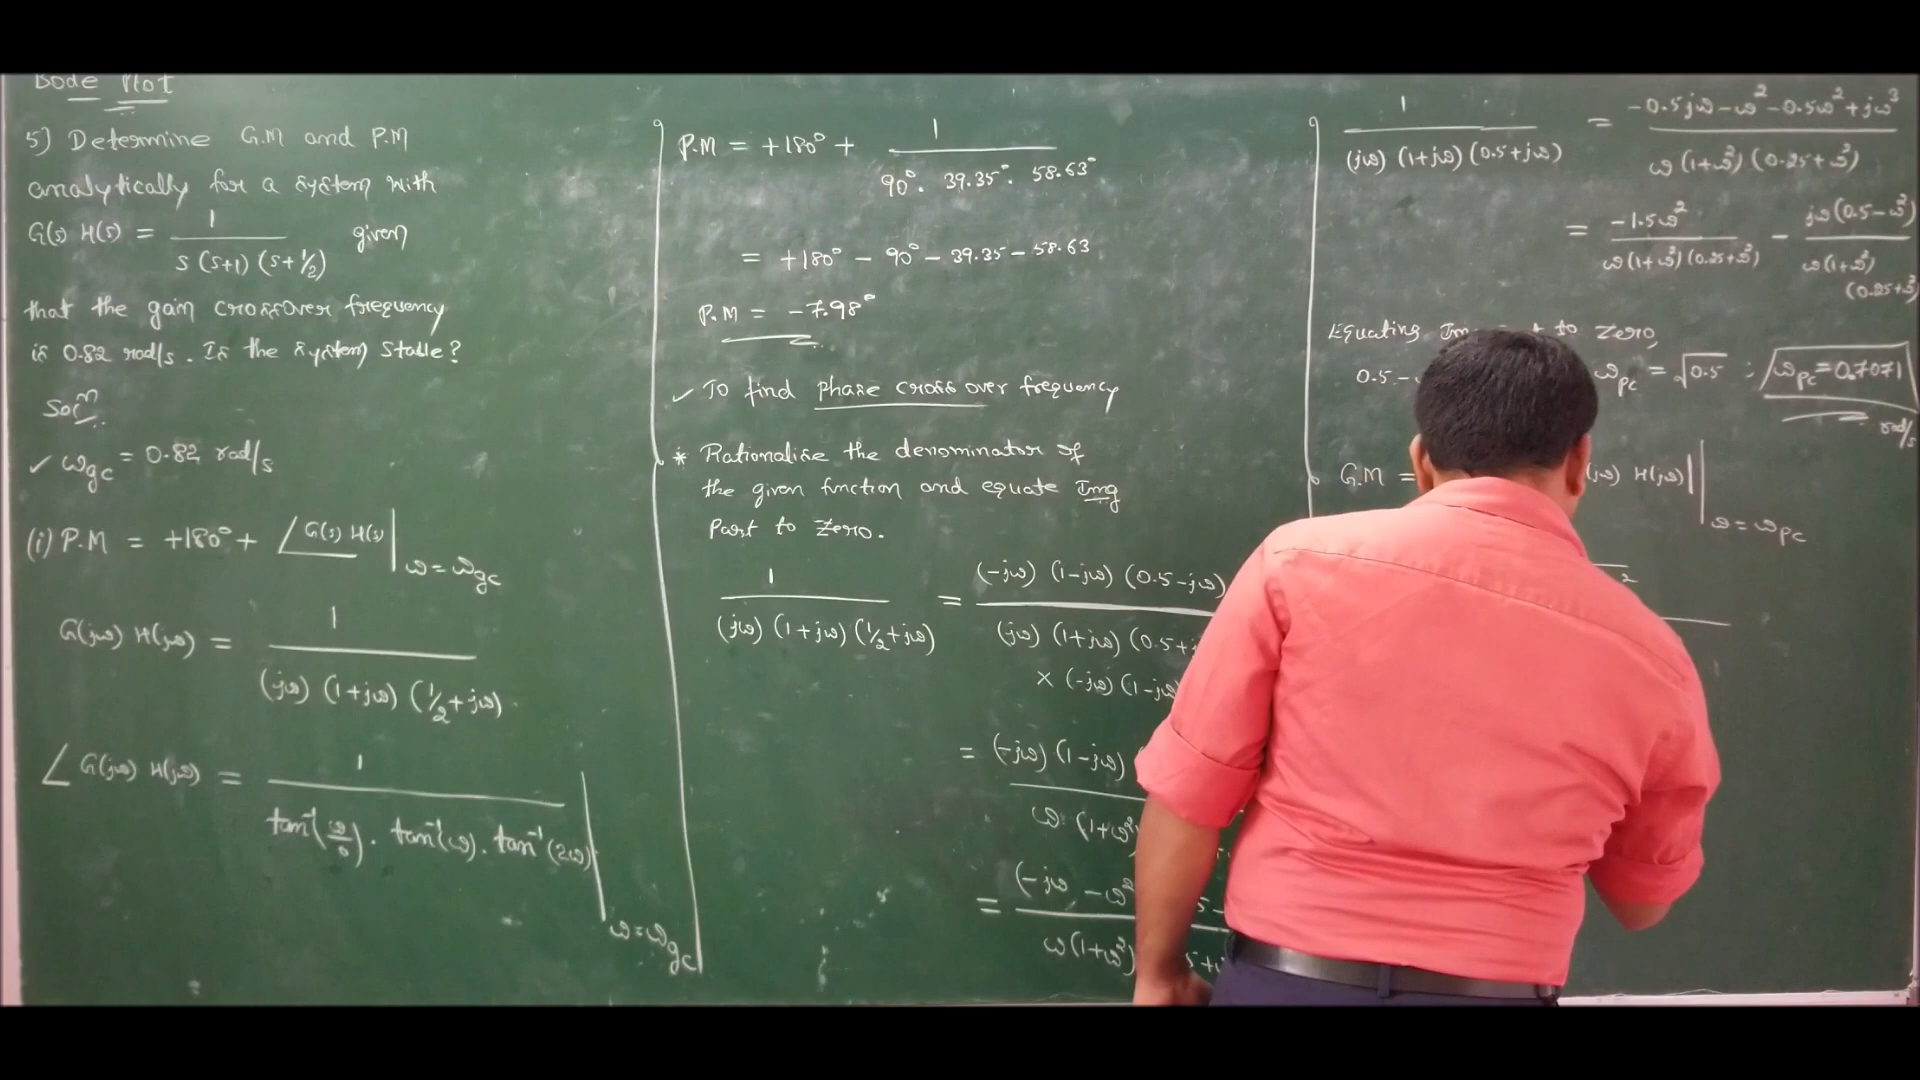 Bode Plot
5) Determine G.M and P.M
analytically for a system with
G(s) H(s) = 1 / s (s+1) (s+1/2) given
that the gain crossover frequency
is 0.82 rad/s. Is the system stable?
Soln
✓ ωgc = 0.82 rad/s
(i) P.M = +180° + ∠G(s) H(s)|ω=ωgc
G(jω) H(jω) = 1 / (jω) (1+jω) (1/2+jω)
∠G(jω) H(jω) = 1 / tan⁻¹(ω/0) . tan⁻¹(ω) . tan⁻¹(2ω) |ω=ωgc
P.M = +180° + 1 / 90°. 39.35°. 58.63°
= +180° - 90° - 39.35 - 58.63
P.M = -7.98°
✓ To find phase cross over frequency
* Rationalise the denominator of
the given function and equate Img
Part to Zero.
1 / (jω) (1+jω) (1/2+jω) = (-jω) (1-jω) (0.5-jω) / (jω) (1+jω) (0.5+j
× (-jω) (1-jω
= (-jω) (1-jω) / ω (1+ω²)
= (-jω - ω² 5- / ω (1+ω²) 5+
1 / (jω) (1+jω) (0.5+jω) = -0.5jω - ω² - 0.5ω² + jω³ / ω (1+ω²) (0.25+ω²)
= -1.5ω² / ω (1+ω²) (0.25+ω²) - jω (0.5-ω²) / ω (1+ω²) (0.25+ω²)
Equating Im to Zero,
0.5 - ωpc = √0.5 ; ωpc = 0.7071 rad/s
G.M = (jω) H(jω)|ω=ωpc
2